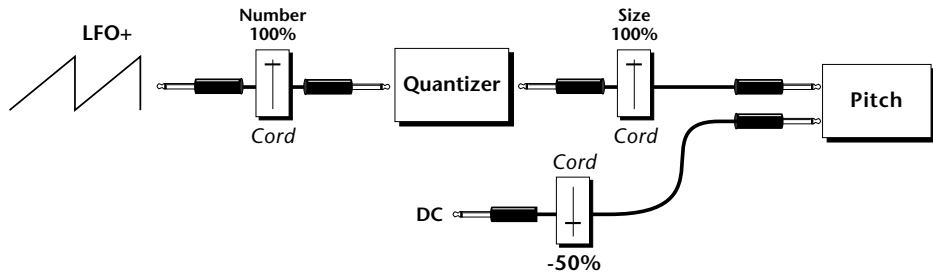 LFO+
Number
100%
Cord
Quantizer
Size
100%
Cord
Pitch
DC
Cord
-50%